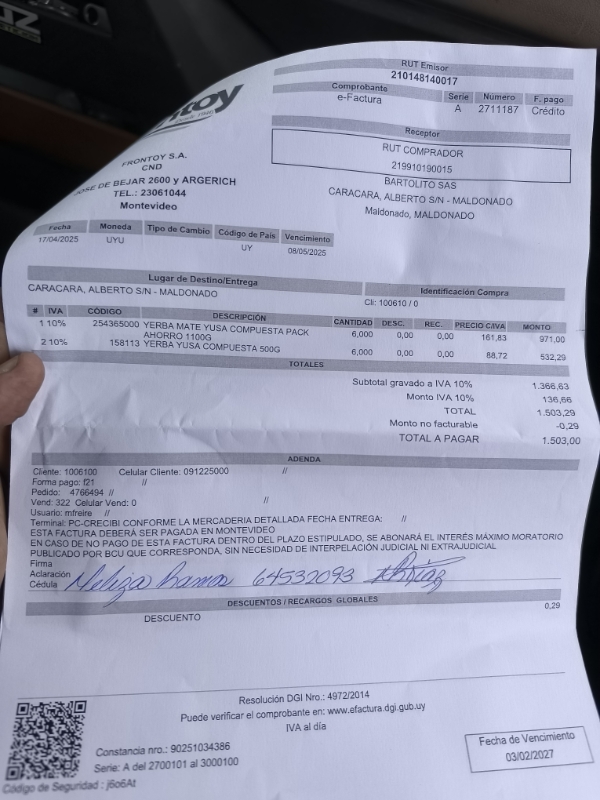 RUT Emisor
210148140017
Comprobante Serie Número F. pago
e-Factura A 2711187 Crédito
Receptor
RUT COMPRADOR
219910190015
BARTOLITO SAS
CARACARA, ALBERTO S/N - MALDONADO
Maldonado, MALDONADO
FRONTOY S.A.
CND
JOSE DE BEJAR 2600 y ARGERICH
TEL.: 23061044
Montevideo
Fecha Moneda Tipo de Cambio Código de País Vencimiento
17/04/2025 UYU UY 08/05/2025
Lugar de Destino/Entrega Identificación Compra
CARACARA, ALBERTO S/N - MALDONADO Cli: 100610 / 0
# IVA CÓDIGO DESCRIPCIÓN CANTIDAD DESC. REC. PRECIO C/IVA MONTO
1 10% 254365000 YERBA MATE YUSA COMPUESTA PACK 6,000 0,00 0,00 161,83 971,00
AHORRO 1100G
2 10% 158113 YERBA YUSA COMPUESTA 500G 6,000 0,00 0,00 88,72 532,29
TOTALES
Subtotal gravado a IVA 10% 1.366,63
Monto IVA 10% 136,66
TOTAL 1.503,29
Monto no facturable -0,29
TOTAL A PAGAR 1.503,00
ADENDA
Cliente: 1006100 Celular Cliente: 091225000 //
Forma pago: f21 //
Pedido: 4766494 //
Vend: 322 Celular Vend: 0 //
Usuario: mfreire //
Terminal: PC-CRECIBI CONFORME LA MERCADERIA DETALLADA FECHA ENTREGA: //
ESTA FACTURA DEBERÁ SER PAGADA EN MONTEVIDEO
EN CASO DE NO PAGO DE ESTA FACTURA DENTRO DEL PLAZO ESTIPULADO, SE ABONARÁ EL INTERÉS MÁXIMO MORATORIO
PUBLICADO POR BCU QUE CORRESPONDA, SIN NECESIDAD DE INTERPELACIÓN JUDICIAL NI EXTRAJUDICIAL
Firma
Aclaración
Cédula Meliza Ramos 64532093
DESCUENTOS / RECARGOS GLOBALES
DESCUENTO 0,29
Resolución DGI Nro.: 4972/2014
Puede verificar el comprobante en: www.efactura.dgi.gub.uy
IVA al día
Constancia nro.: 90251034386
Serie: A del 2700101 al 3000100
Código de Seguridad : j6o6At
Fecha de Vencimiento
03/02/2027